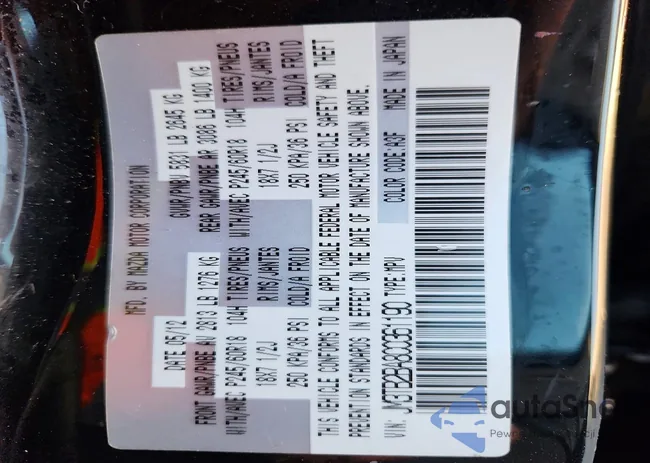 MFD. BY MAZDA MOTOR CORPORATION
DATE 05/12 GVWR/PNBV 5831 LB 2645 KG
FRONT GAWR/PNBE AV 2813 LB 1276 KG REAR GAWR/PNBE AR 3086 LB 1400 KG
WITH/AVEC P245/60R18 104H TIRES/PNEUS WITH/AVEC P245/60R18 104H TIRES/PNEUS
18X7 1/2J RIMS/JANTES 18X7 1/2J RIMS/JANTES
250 KPA/36 PSI COLD/A FROID 250 KPA/36 PSI COLD/A FROID
THIS VEHICLE CONFORMS TO ALL APPLICABLE FEDERAL MOTOR VEHICLE SAFETY AND THEFT
PREVENTION STANDARDS IN EFFECT ON THE DATE OF MANUFACTURE SHOWN ABOVE.
VIN: JM3TB2BA8C0361190 TYPE:MPV COLOR CODE:A3F MADE IN JAPAN